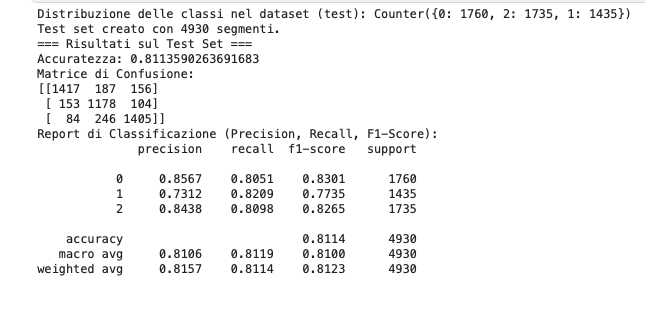 Distribuzione delle classi nel dataset (test): Counter({0: 1760, 2: 1735, 1: 1435})
Test set creato con 4930 segmenti.
=== Risultati sul Test Set ===
Accuratezza: 0.8113590263691683
Matrice di Confusione:
[[1417  187  156]
 [ 153 1178  104]
 [  84  246 1405]]
Report di Classificazione (Precision, Recall, F1-Score):
              precision    recall  f1-score   support
           0     0.8567    0.8051    0.8301      1760
           1     0.7312    0.8209    0.7735      1435
           2     0.8438    0.8098    0.8265      1735
    accuracy                         0.8114      4930
   macro avg     0.8106    0.8119    0.8100      4930
weighted avg     0.8157    0.8114    0.8123      4930